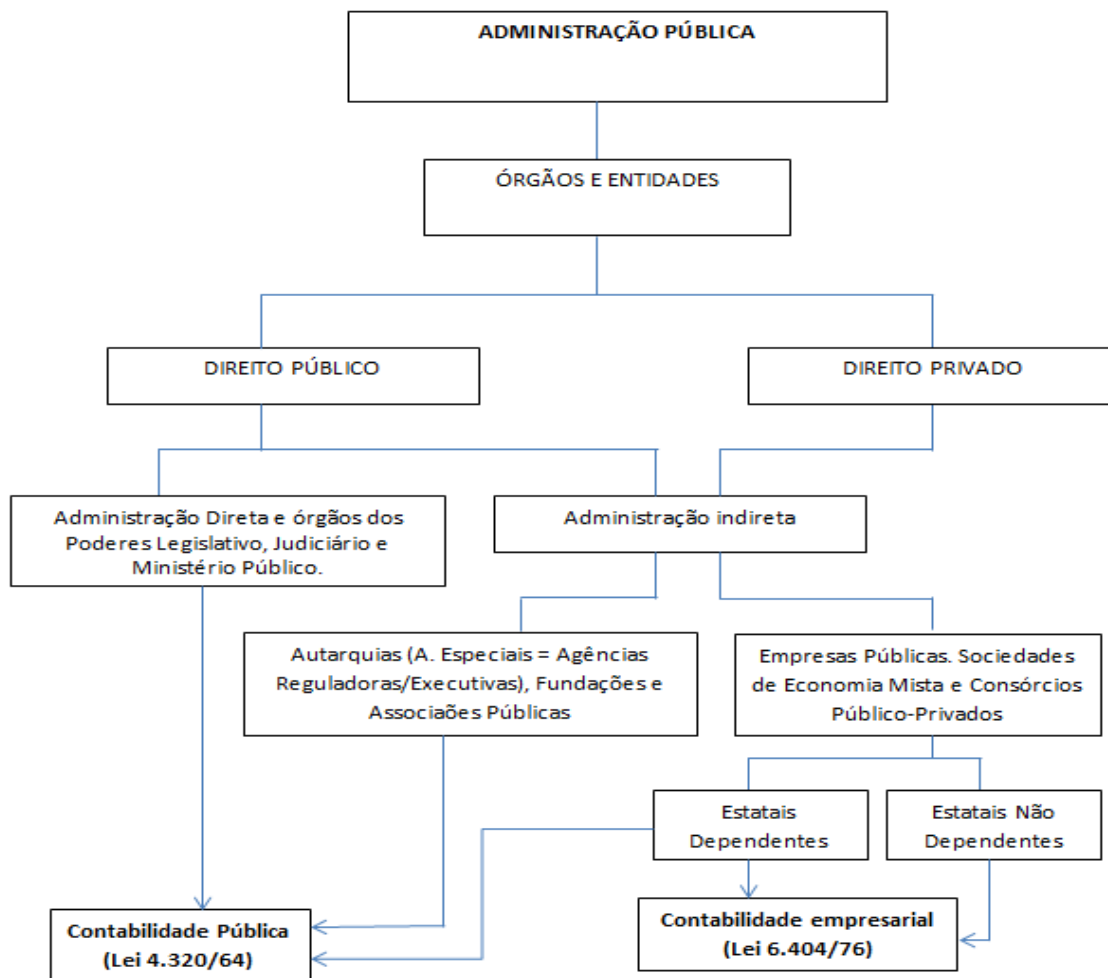 ADMINISTRAÇÃO PÚBLICA
ÓRGÃOS E ENTIDADES
DIREITO PÚBLICO
DIREITO PRIVADO
Administração Direta e órgãos dos
Poderes Legislativo, Judiciário e
Ministério Público.
Administração indireta
Autarquias (A. Especiais = Agências
Reguladoras/Executivas), Fundações e
Associaões Públicas
Empresas Públicas. Sociedades
de Economia Mista e Consórcios
Público-Privados
Estatais
Dependentes
Estatais Não
Dependentes
Contabilidade Pública
(Lei 4.320/64)
Contabilidade empresarial
(Lei 6.404/76)